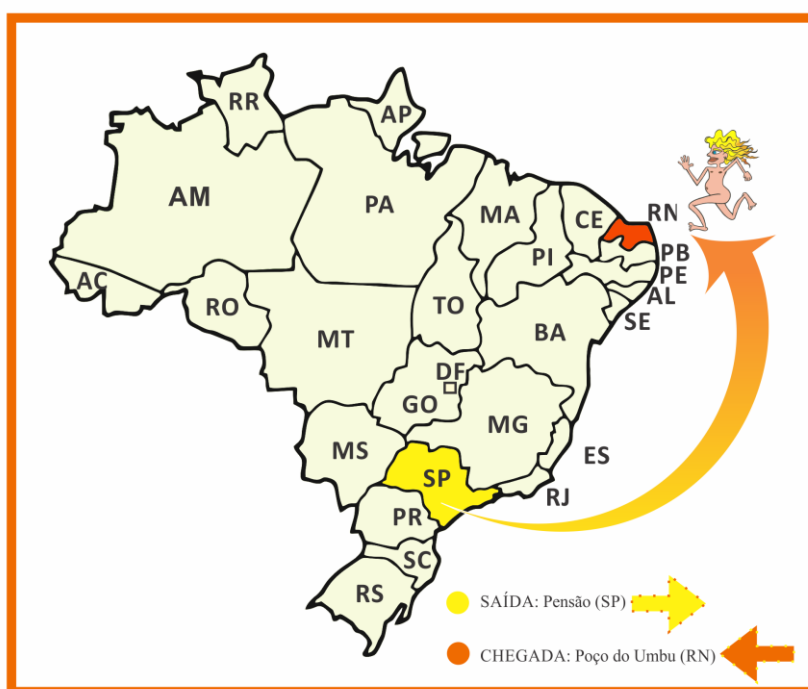 RR
AP
AM
PA
MA
CE
RN
PI
PB
PE
AL
SE
AC
RO
TO
BA
MT
DF
GO
MG
MS
ES
SP
RJ
PR
SC
RS
SAÍDA: Pensão (SP)
CHEGADA: Poço do Umbu (RN)